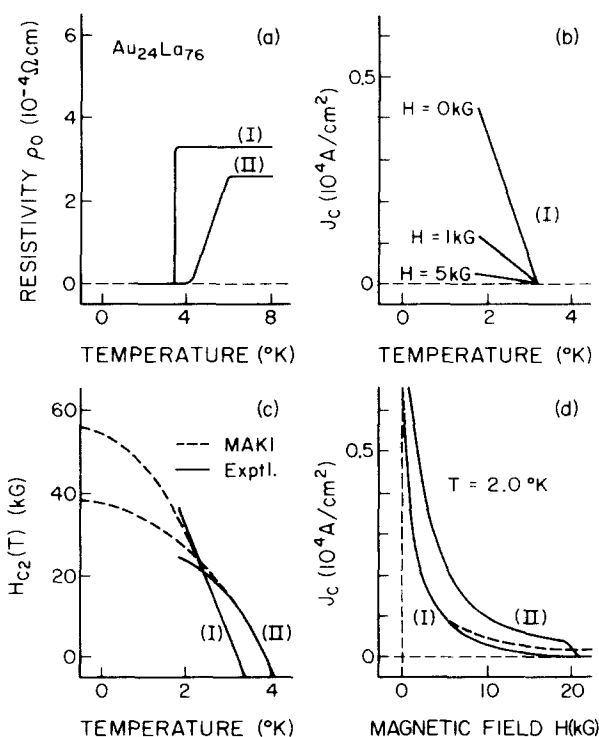 (a)
Au24La76
RESISTIVITY ρ0 (10-4Ωcm)
6
4
2
0
(I)
(II)
0 4 8
TEMPERATURE (°K)
(b)
JC (104A/cm2)
0.5
0
H = 0kG
H = 1kG
H = 5kG
(I)
0 2 4
TEMPERATURE (°K)
(c)
HC2(T) (kG)
60
40
20
0
MAKI
Exptl.
(I)
(II)
0 2 4
TEMPERATURE (°K)
(d)
JC (104A/cm2)
0.5
0
T = 2.0 °K
(I)
(II)
0 10 20
MAGNETIC FIELD H(kG)